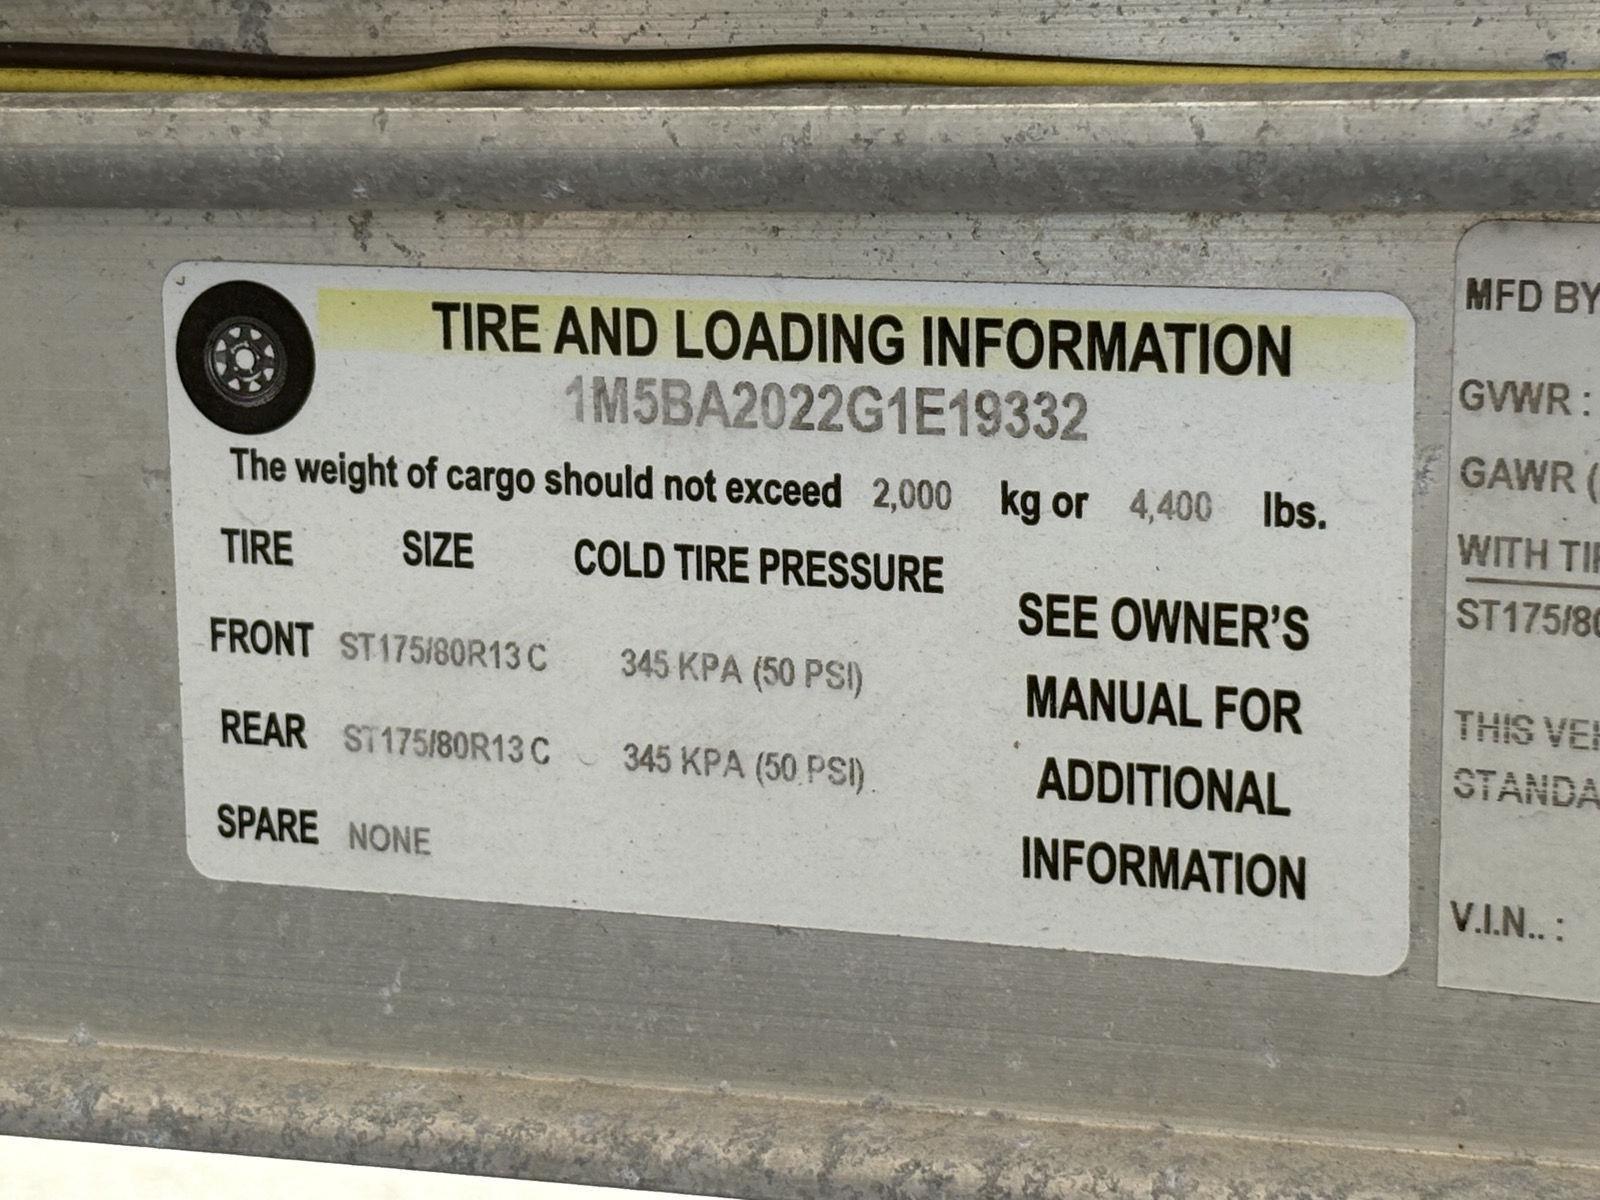 TIRE AND LOADING INFORMATION
1M5BA2022G1E19332
The weight of cargo should not exceed 2,000 kg or 4,400 lbs.
TIRE SIZE COLD TIRE PRESSURE
FRONT ST175/80R13 C 345 KPA (50 PSI)
REAR ST175/80R13 C 345 KPA (50 PSI)
SPARE NONE
SEE OWNER'S
MANUAL FOR
ADDITIONAL
INFORMATION
MFD BY
GVWR :
GAWR (
WITH TI
ST175/80
THIS VE
STANDA
V.I.N.. :